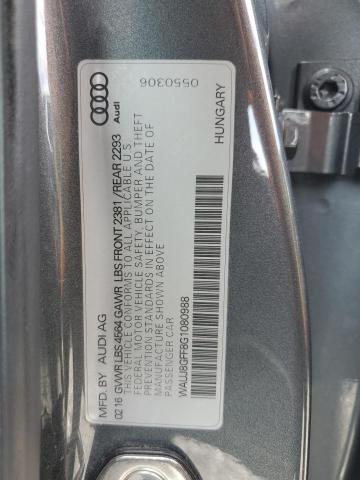 Audi
MFD. BY AUDI AG
02 16 GVWR LBS 4564 GAWR LBS FRONT 2381 /REAR 2293
THIS VEHICLE CONFORMS TO ALL APPLICABLE U S
FEDERAL MOTOR VEHICLE SAFETY, BUMPER AND THEFT
PREVENTION STANDARDS IN EFFECT ON THE DATE OF
MANUFACTURE SHOWN ABOVE
PASSENGER CAR
WAUJ8GFF8G1080988
HUNGARY
0550306